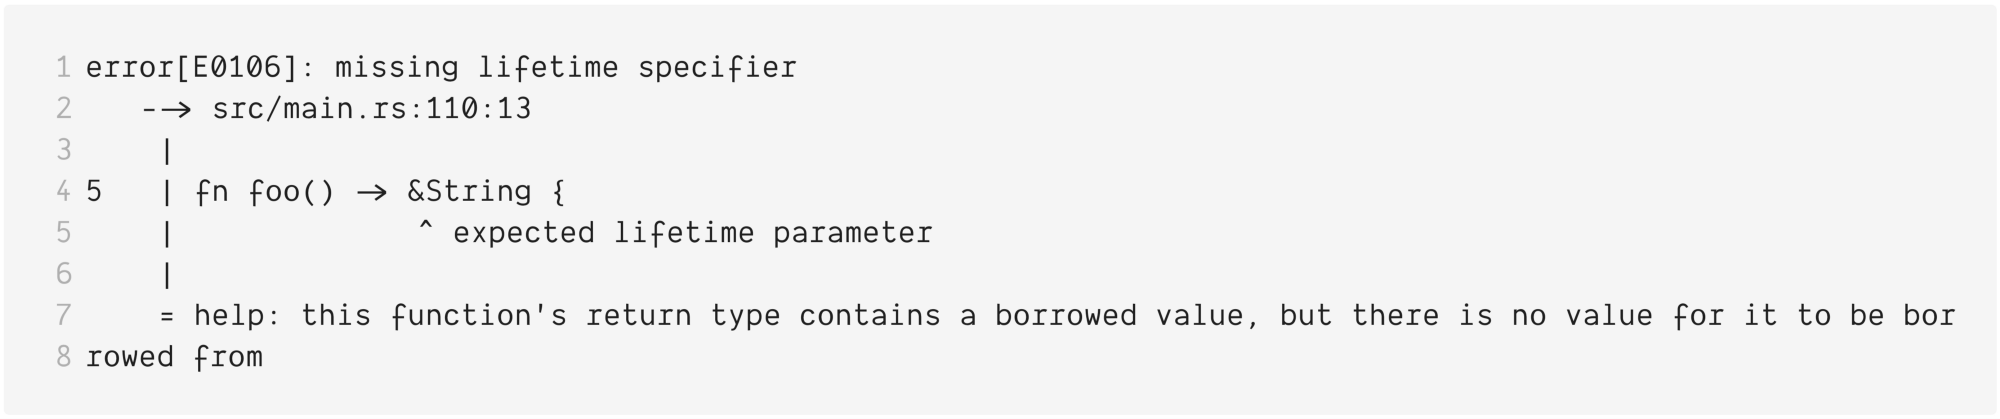 1 error[E0106]: missing lifetime specifier
2    --> src/main.rs:110:13
3     |
4 5   | fn foo() -> &String {
5     |             ^ expected lifetime parameter
6     |
7     = help: this function's return type contains a borrowed value, but there is no value for it to be bor
8 rowed from